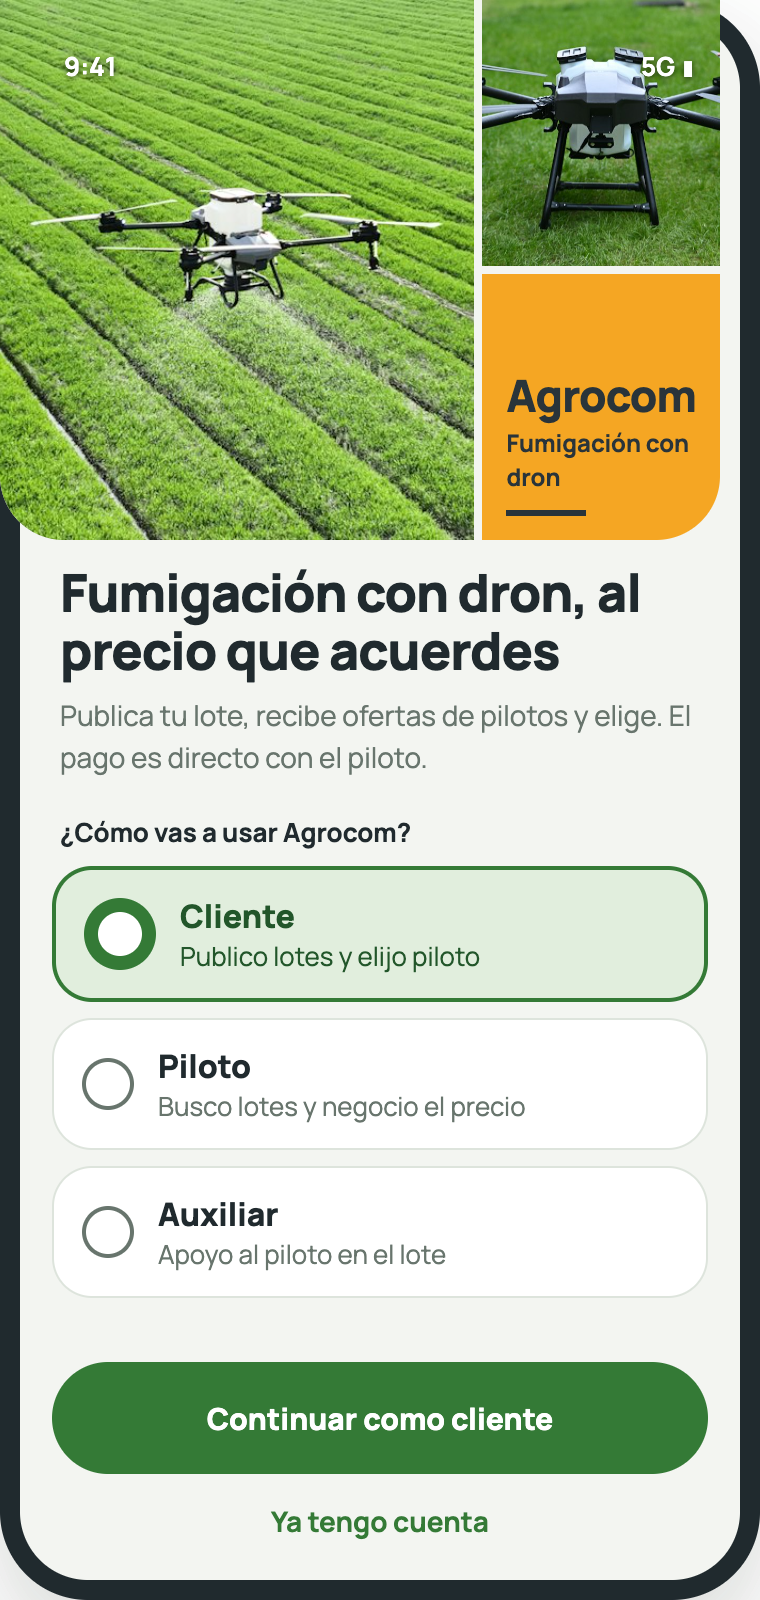 9:41
5G
Agrocom
Fumigación con
dron
Fumigación con dron, al
precio que acuerdes
Publica tu lote, recibe ofertas de pilotos y elige. El
pago es directo con el piloto.
¿Cómo vas a usar Agrocom?
Cliente
Publico lotes y elijo piloto
Piloto
Busco lotes y negocio el precio
Auxiliar
Apoyo al piloto en el lote
Continuar como cliente
Ya tengo cuenta